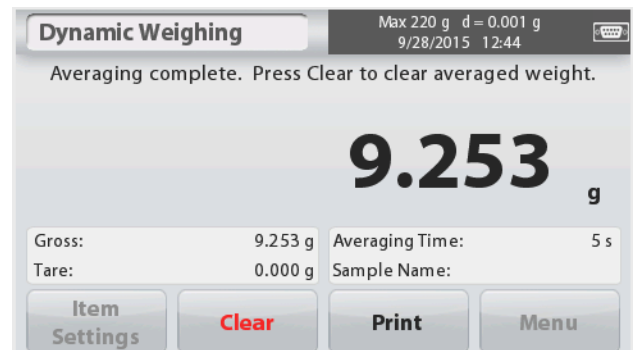 Dynamic Weighing
Max 220 g d = 0.001 g
9/28/2015 12:44
Averaging complete. Press Clear to clear averaged weight.
9.253 g
Gross: 9.253 g Averaging Time: 5 s
Tare: 0.000 g Sample Name:
Item Settings
Clear
Print
Menu